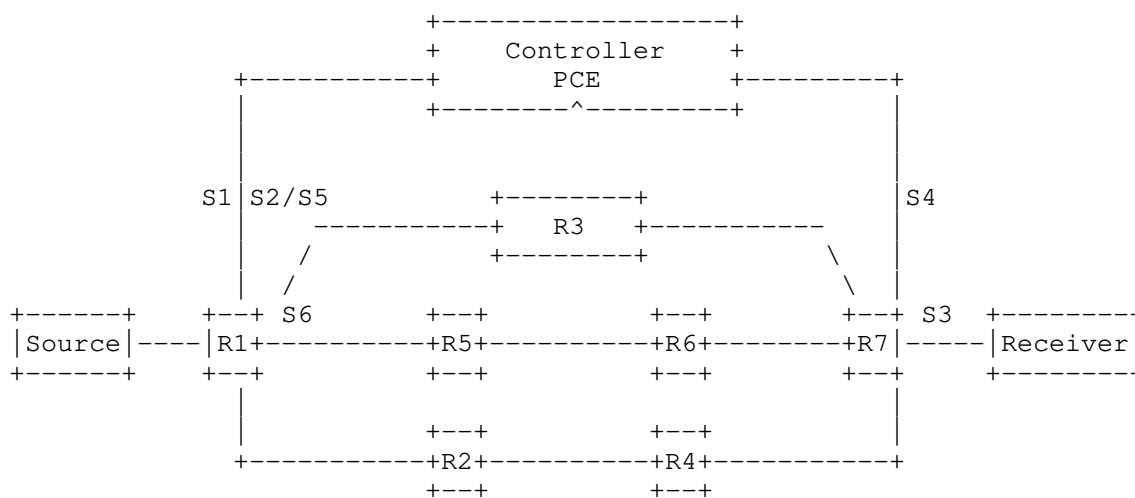 Controller
PCE
S1 S2/S5 S4
R3
S6 S3
Source R1 R5 R6 R7 Receiver
R2 R4